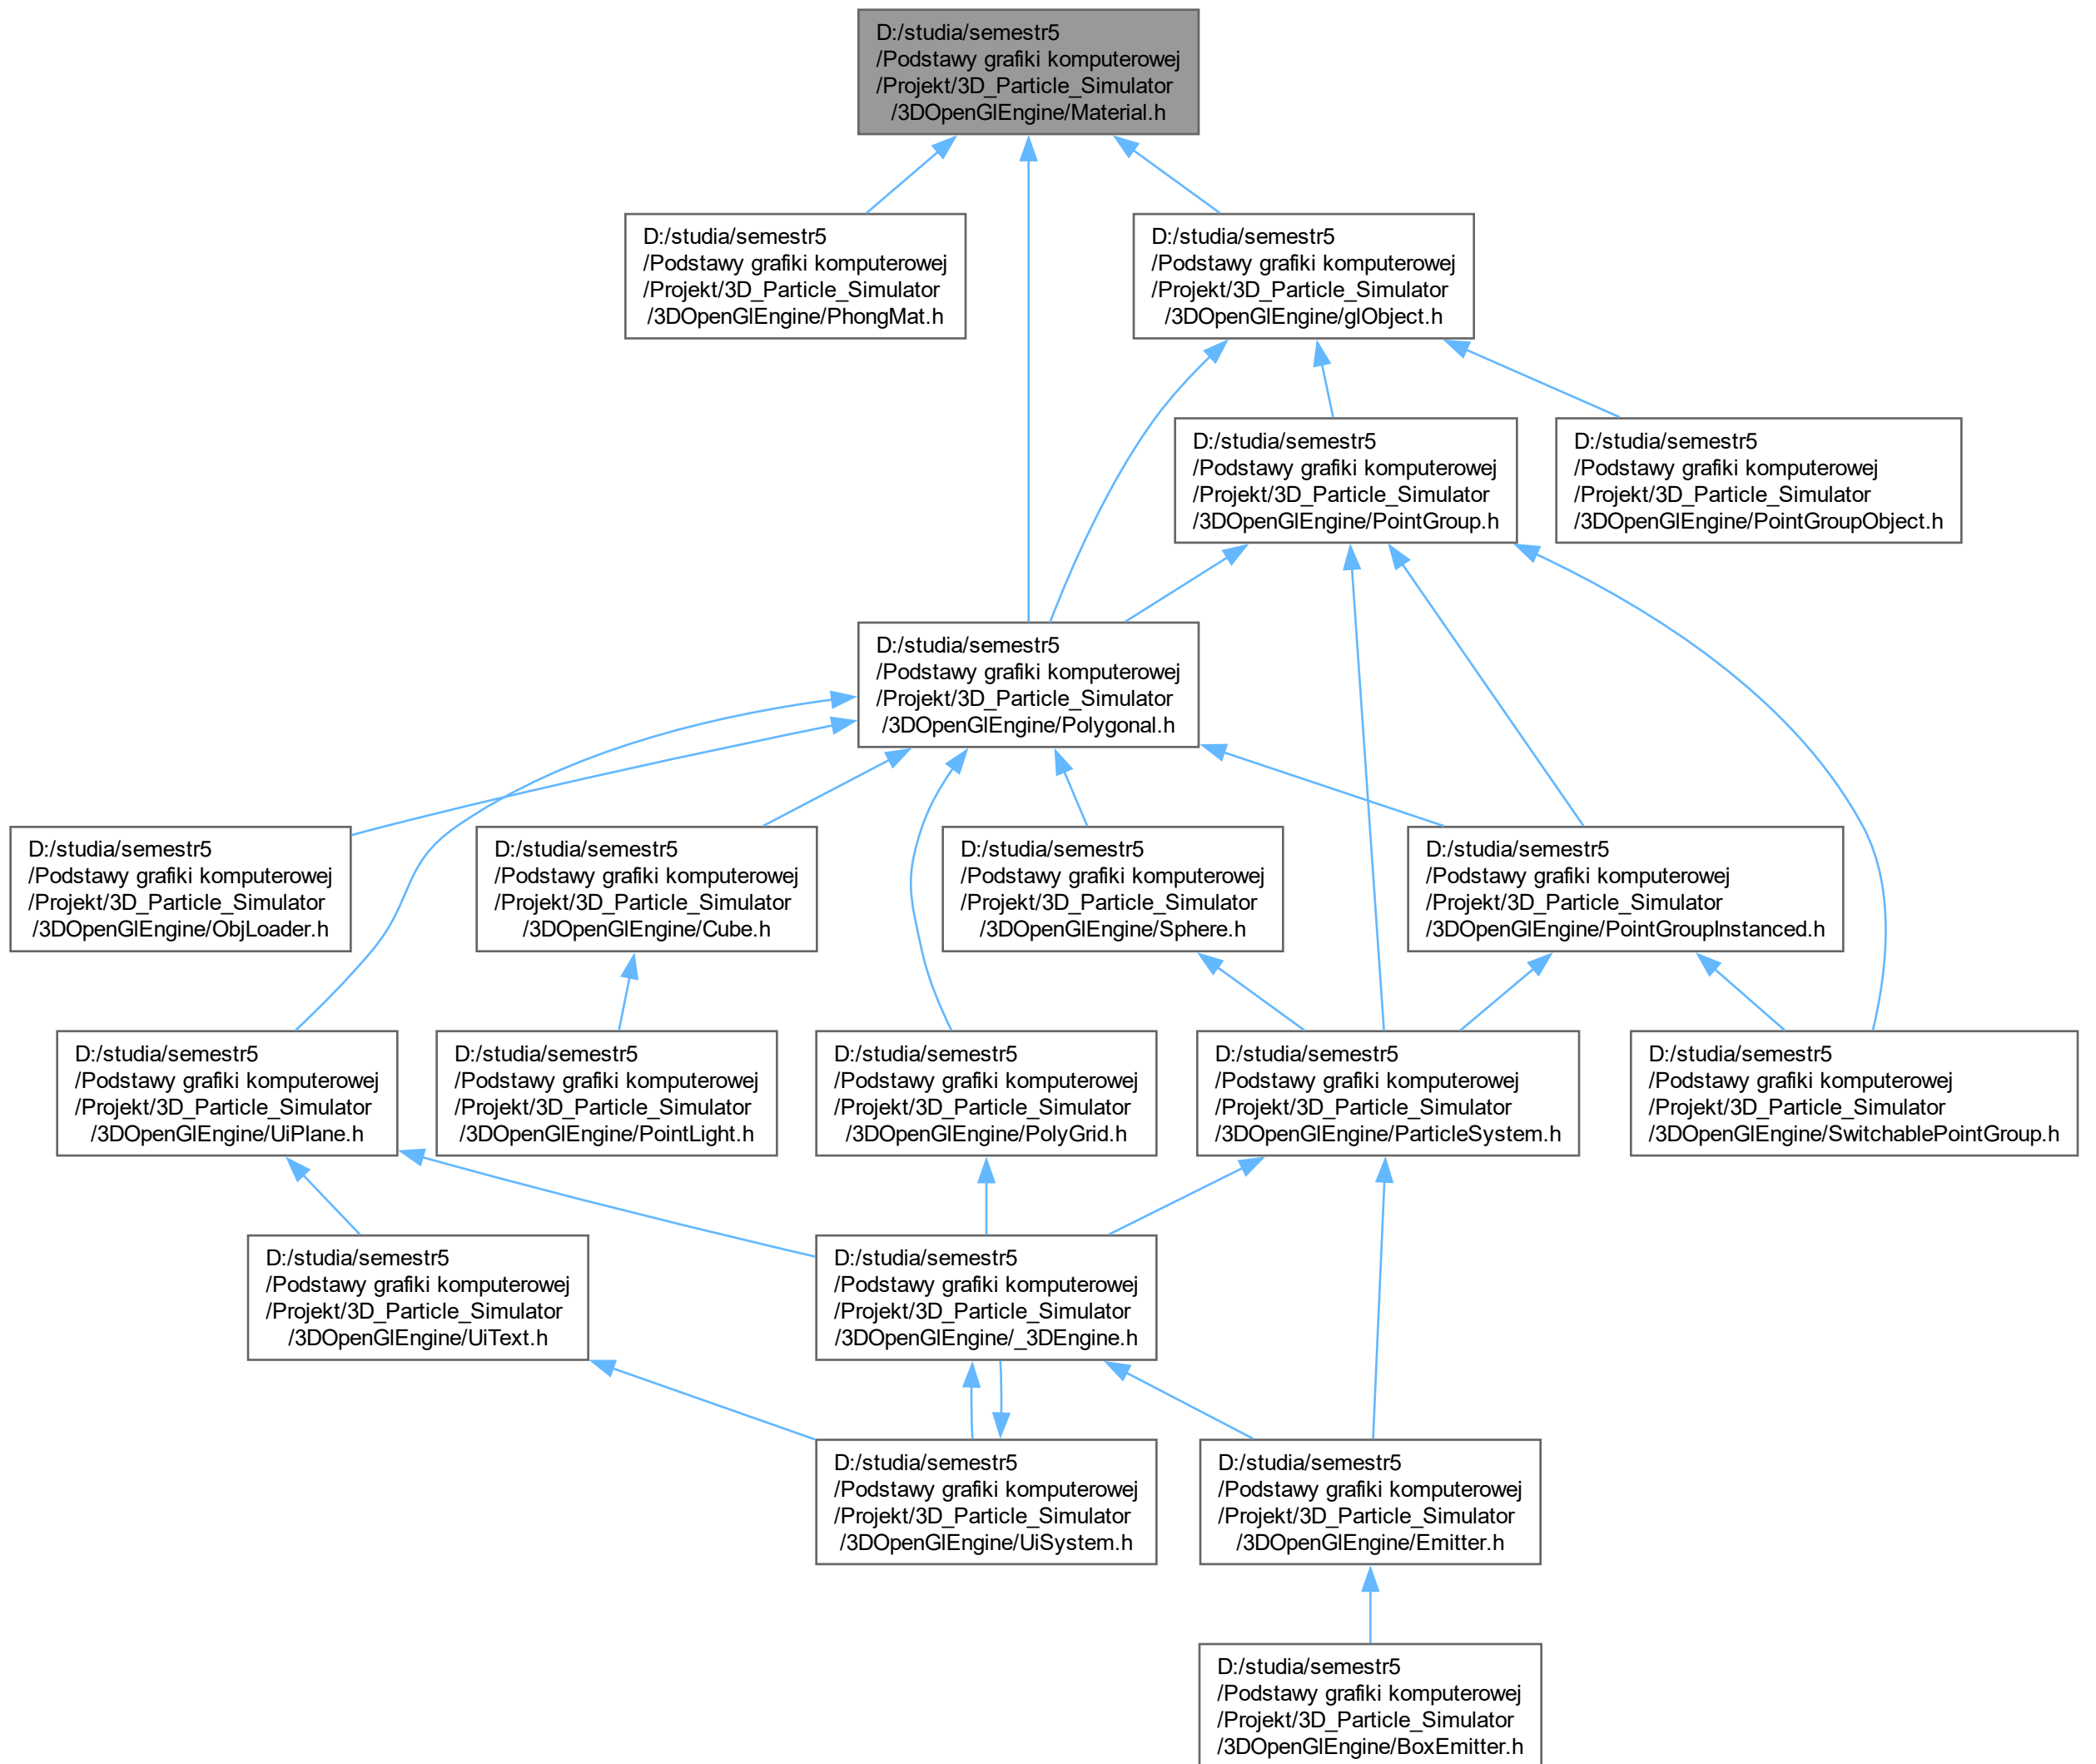 D:/studia/semestr5
/Podstawy grafiki komputerowej
/Projekt/3D_Particle_Simulator
/3DOpenGlEngine/Material.h
D:/studia/semestr5
/Podstawy grafiki komputerowej
/Projekt/3D_Particle_Simulator
/3DOpenGlEngine/PhongMat.h
D:/studia/semestr5
/Podstawy grafiki komputerowej
/Projekt/3D_Particle_Simulator
/3DOpenGlEngine/glObject.h
D:/studia/semestr5
/Podstawy grafiki komputerowej
/Projekt/3D_Particle_Simulator
/3DOpenGlEngine/PointGroup.h
D:/studia/semestr5
/Podstawy grafiki komputerowej
/Projekt/3D_Particle_Simulator
/3DOpenGlEngine/PointGroupObject.h
D:/studia/semestr5
/Podstawy grafiki komputerowej
/Projekt/3D_Particle_Simulator
/3DOpenGlEngine/Polygonal.h
D:/studia/semestr5
/Podstawy grafiki komputerowej
/Projekt/3D_Particle_Simulator
/3DOpenGlEngine/ObjLoader.h
D:/studia/semestr5
/Podstawy grafiki komputerowej
/Projekt/3D_Particle_Simulator
/3DOpenGlEngine/Cube.h
D:/studia/semestr5
/Podstawy grafiki komputerowej
/Projekt/3D_Particle_Simulator
/3DOpenGlEngine/Sphere.h
D:/studia/semestr5
/Podstawy grafiki komputerowej
/Projekt/3D_Particle_Simulator
/3DOpenGlEngine/PointGroupInstanced.h
D:/studia/semestr5
/Podstawy grafiki komputerowej
/Projekt/3D_Particle_Simulator
/3DOpenGlEngine/UiPlane.h
D:/studia/semestr5
/Podstawy grafiki komputerowej
/Projekt/3D_Particle_Simulator
/3DOpenGlEngine/PointLight.h
D:/studia/semestr5
/Podstawy grafiki komputerowej
/Projekt/3D_Particle_Simulator
/3DOpenGlEngine/PolyGrid.h
D:/studia/semestr5
/Podstawy grafiki komputerowej
/Projekt/3D_Particle_Simulator
/3DOpenGlEngine/ParticleSystem.h
D:/studia/semestr5
/Podstawy grafiki komputerowej
/Projekt/3D_Particle_Simulator
/3DOpenGlEngine/SwitchablePointGroup.h
D:/studia/semestr5
/Podstawy grafiki komputerowej
/Projekt/3D_Particle_Simulator
/3DOpenGlEngine/UiText.h
D:/studia/semestr5
/Podstawy grafiki komputerowej
/Projekt/3D_Particle_Simulator
/3DOpenGlEngine/_3DEngine.h
D:/studia/semestr5
/Podstawy grafiki komputerowej
/Projekt/3D_Particle_Simulator
/3DOpenGlEngine/UiSystem.h
D:/studia/semestr5
/Podstawy grafiki komputerowej
/Projekt/3D_Particle_Simulator
/3DOpenGlEngine/Emitter.h
D:/studia/semestr5
/Podstawy grafiki komputerowej
/Projekt/3D_Particle_Simulator
/3DOpenGlEngine/BoxEmitter.h